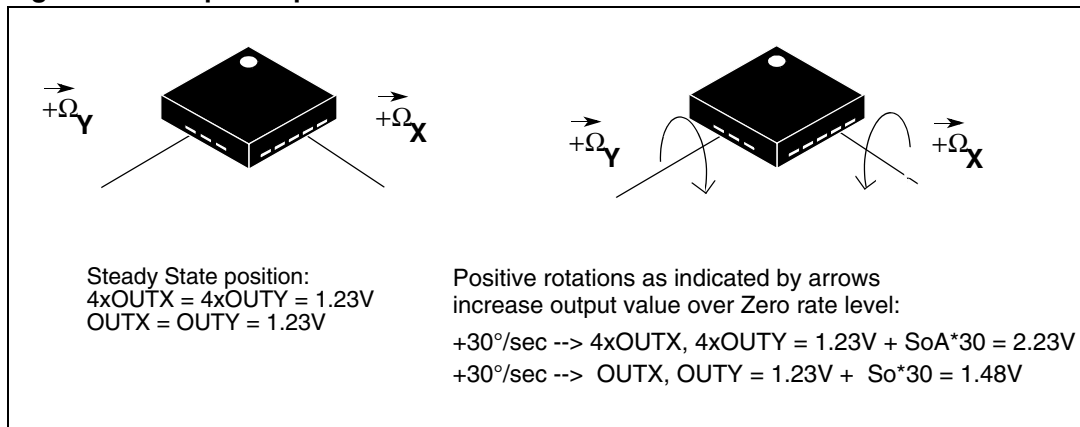 +Ω Y
+Ω X
+Ω Y
+Ω X
Steady State position:
4xOUTX = 4xOUTY = 1.23V
OUTX = OUTY = 1.23V
Positive rotations as indicated by arrows
increase output value over Zero rate level:
+30°/sec --> 4xOUTX, 4xOUTY = 1.23V + SoA*30 = 2.23V
+30°/sec --> OUTX, OUTY = 1.23V + So*30 = 1.48V